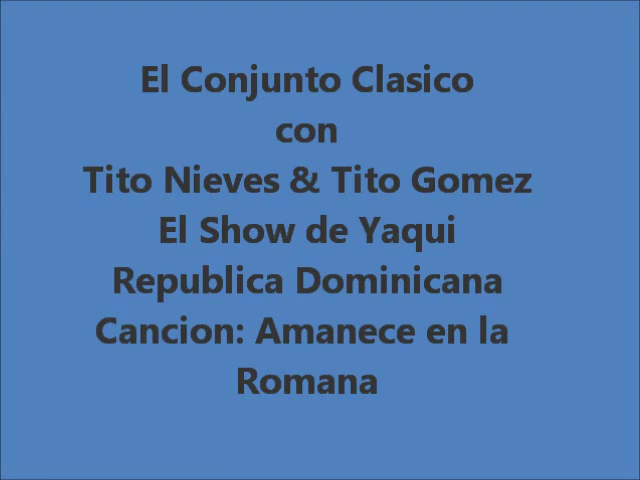 El Conjunto Clasico
con
Tito Nieves & Tito Gomez
El Show de Yaqui
Republica Dominicana
Cancion: Amanece en la
Romana